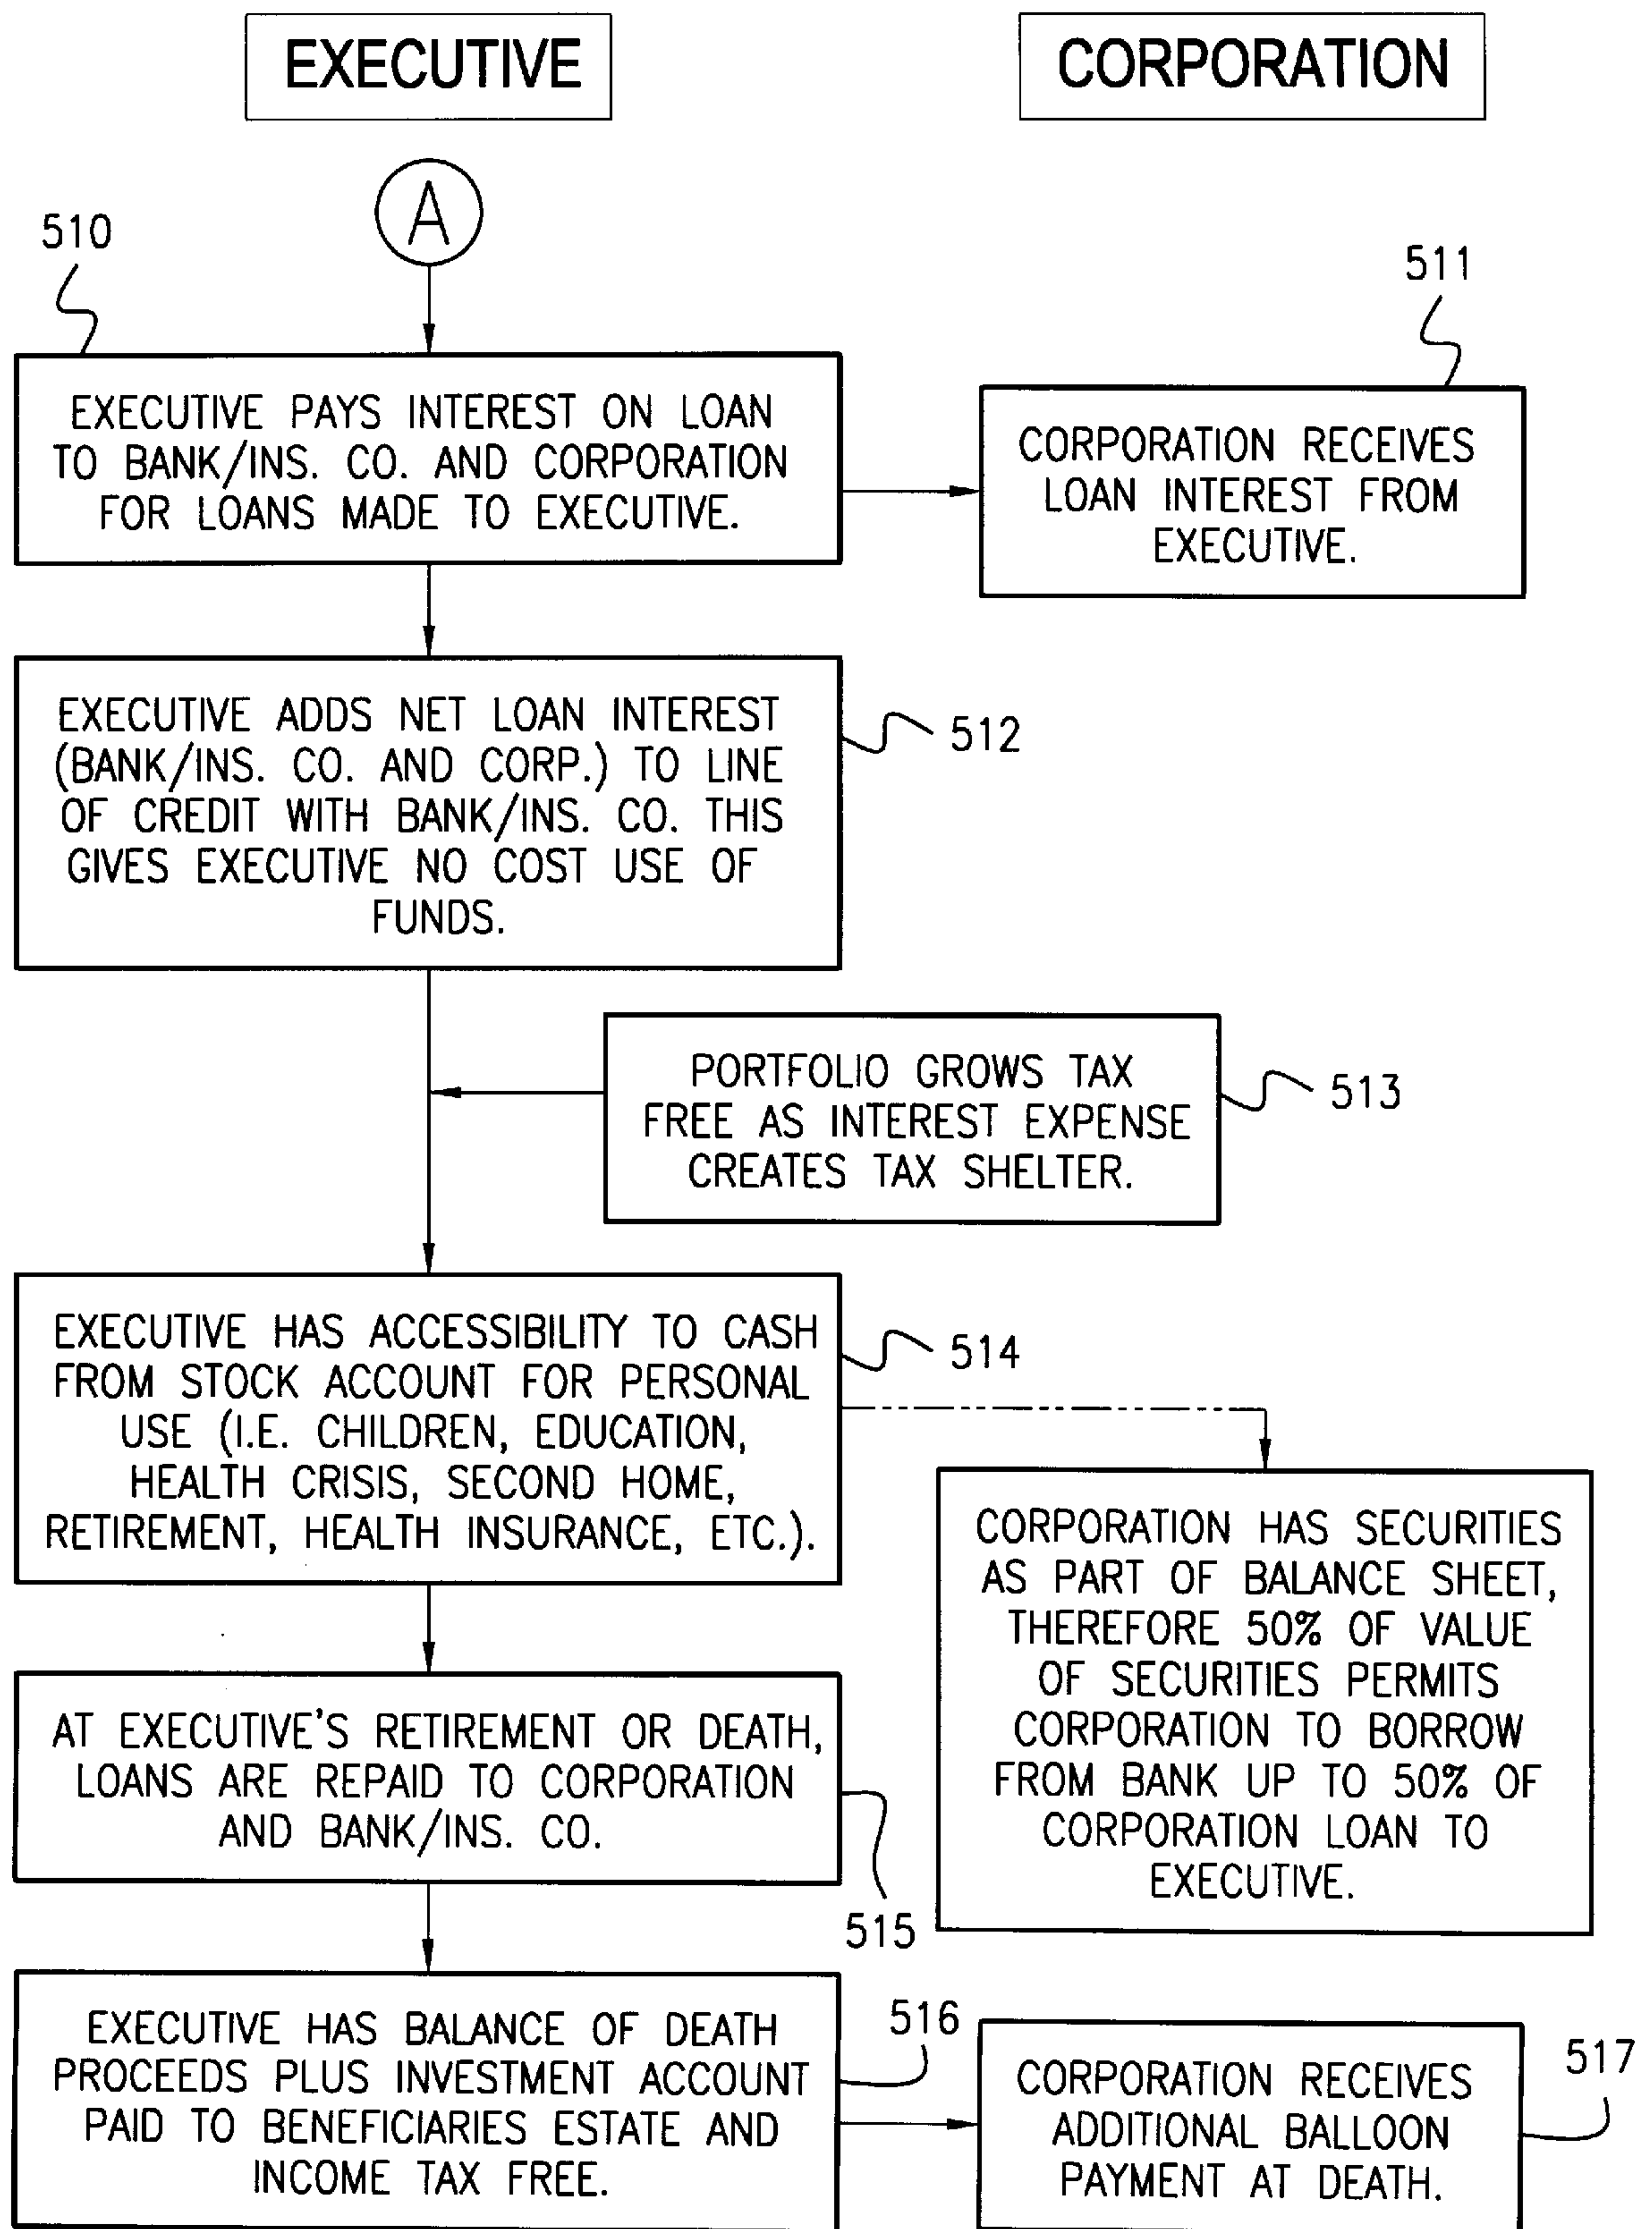 EXECUTIVE
CORPORATION
A
510
511
EXECUTIVE PAYS INTEREST ON LOAN
TO BANK/INS. CO. AND CORPORATION
FOR LOANS MADE TO EXECUTIVE.
CORPORATION RECEIVES
LOAN INTEREST FROM
EXECUTIVE.
EXECUTIVE ADDS NET LOAN INTEREST
(BANK/INS. CO. AND CORP.) TO LINE
OF CREDIT WITH BANK/INS. CO. THIS
GIVES EXECUTIVE NO COST USE OF
FUNDS.
512
PORTFOLIO GROWS TAX
FREE AS INTEREST EXPENSE
CREATES TAX SHELTER.
513
EXECUTIVE HAS ACCESSIBILITY TO CASH
FROM STOCK ACCOUNT FOR PERSONAL
USE (I.E. CHILDREN, EDUCATION,
HEALTH CRISIS, SECOND HOME,
RETIREMENT, HEALTH INSURANCE, ETC.).
514
CORPORATION HAS SECURITIES
AS PART OF BALANCE SHEET,
THEREFORE 50% OF VALUE
OF SECURITIES PERMITS
CORPORATION TO BORROW
FROM BANK UP TO 50% OF
CORPORATION LOAN TO
EXECUTIVE.
AT EXECUTIVE'S RETIREMENT OR DEATH,
LOANS ARE REPAID TO CORPORATION
AND BANK/INS. CO.
515
EXECUTIVE HAS BALANCE OF DEATH
PROCEEDS PLUS INVESTMENT ACCOUNT
PAID TO BENEFICIARIES ESTATE AND
INCOME TAX FREE.
516
CORPORATION RECEIVES
ADDITIONAL BALLOON
PAYMENT AT DEATH.
517